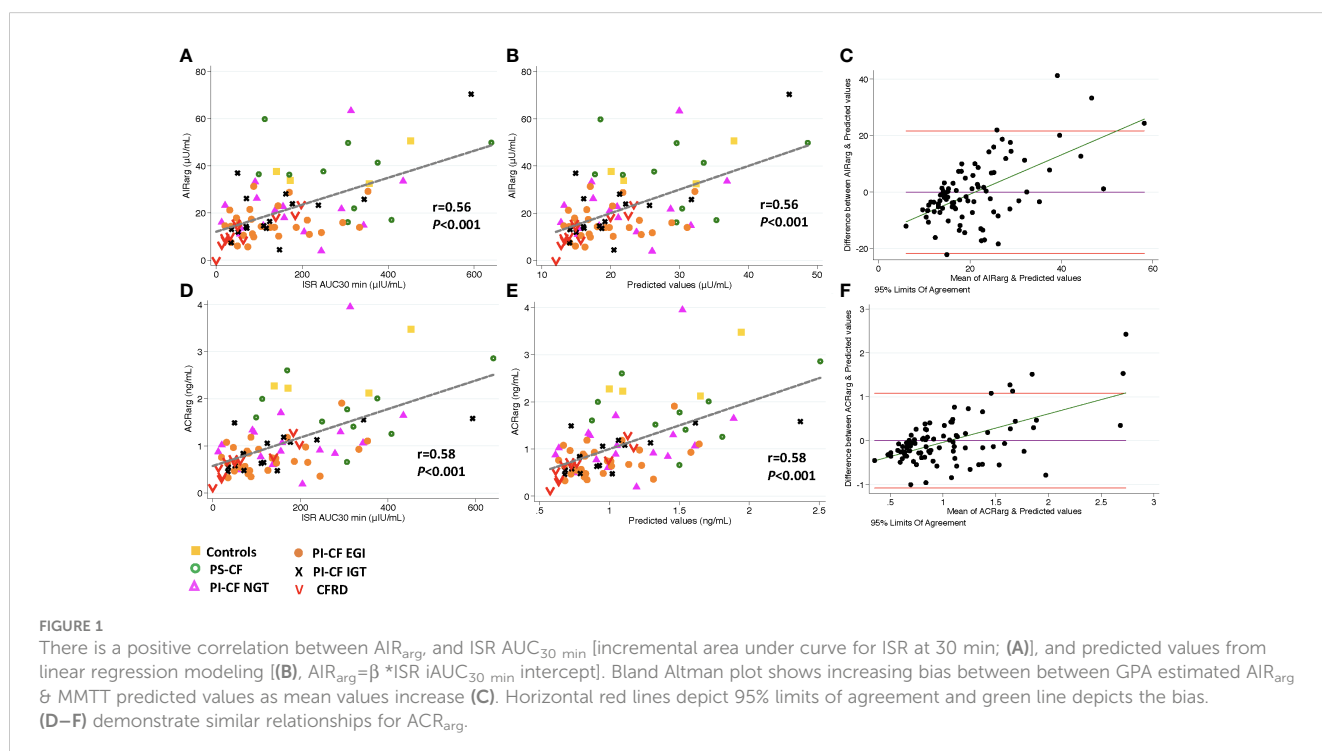 A
B
C
AIRarg (µU/mL)
80
60
40
20
0
r=0.56
P<0.001
0 200 400 600
ISR AUC30 min (µIU/mL)
AIRarg (µU/mL)
80
60
40
20
0
r=0.56
P<0.001
10 20 30 40 50
Predicted values (µU/mL)
Difference between AIRarg & Predicted values
40
20
0
-20
0 20 40 60
Mean of AIRarg & Predicted values
95% Limits Of Agreement
D
E
F
ACRarg (ng/mL)
4
3
2
1
0
r=0.58
P<0.001
0 200 400 600
ISR AUC30 min (µIU/mL)
ACRarg (ng/mL)
4
3
2
1
0
r=0.58
P<0.001
.5 1 1.5 2 2.5
Predicted values (ng/mL)
Difference between ACRarg & Predicted values
3
2
1
0
-1
.5 1 1.5 2 2.5 3
Mean of ACRarg & Predicted values
95% Limits Of Agreement
Controls
PS-CF
PI-CF NGT
PI-CF EGI
PI-CF IGT
CFRD
FIGURE 1
There is a positive correlation between AIRarg, and ISR AUC30 min [incremental area under curve for ISR at 30 min; (A)], and predicted values from
linear regression modeling [(B), AIRarg=β *ISR iAUC30 min intercept]. Bland Altman plot shows increasing bias between between GPA estimated AIRarg
& MMTT predicted values as mean values increase (C). Horizontal red lines depict 95% limits of agreement and green line depicts the bias.
(D–F) demonstrate similar relationships for ACRarg.